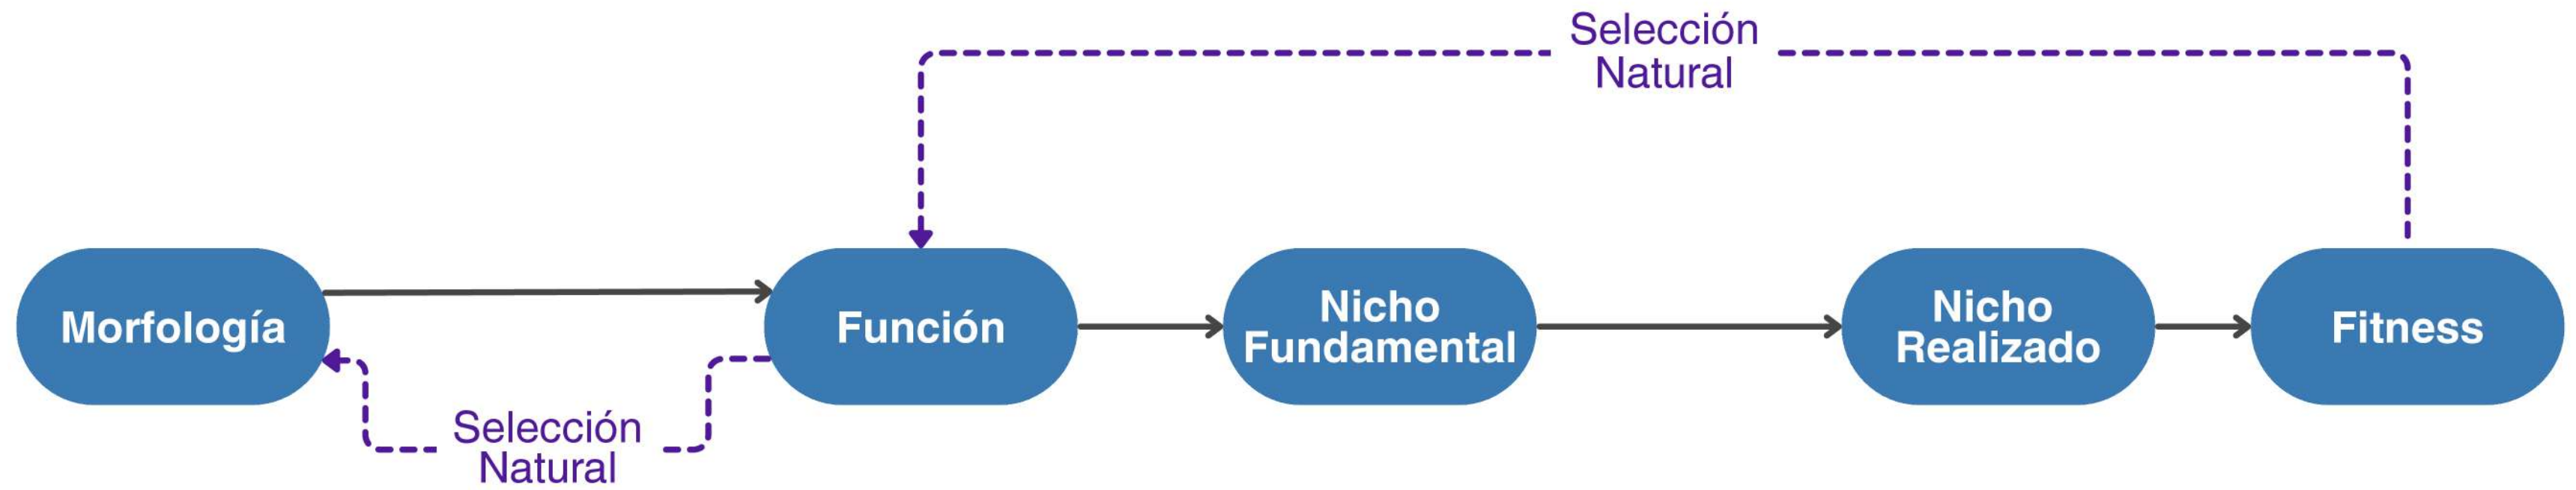 Selección
Natural
Morfología
Función
Nicho
Fundamental
Nicho
Realizado
Fitness
Selección
Natural